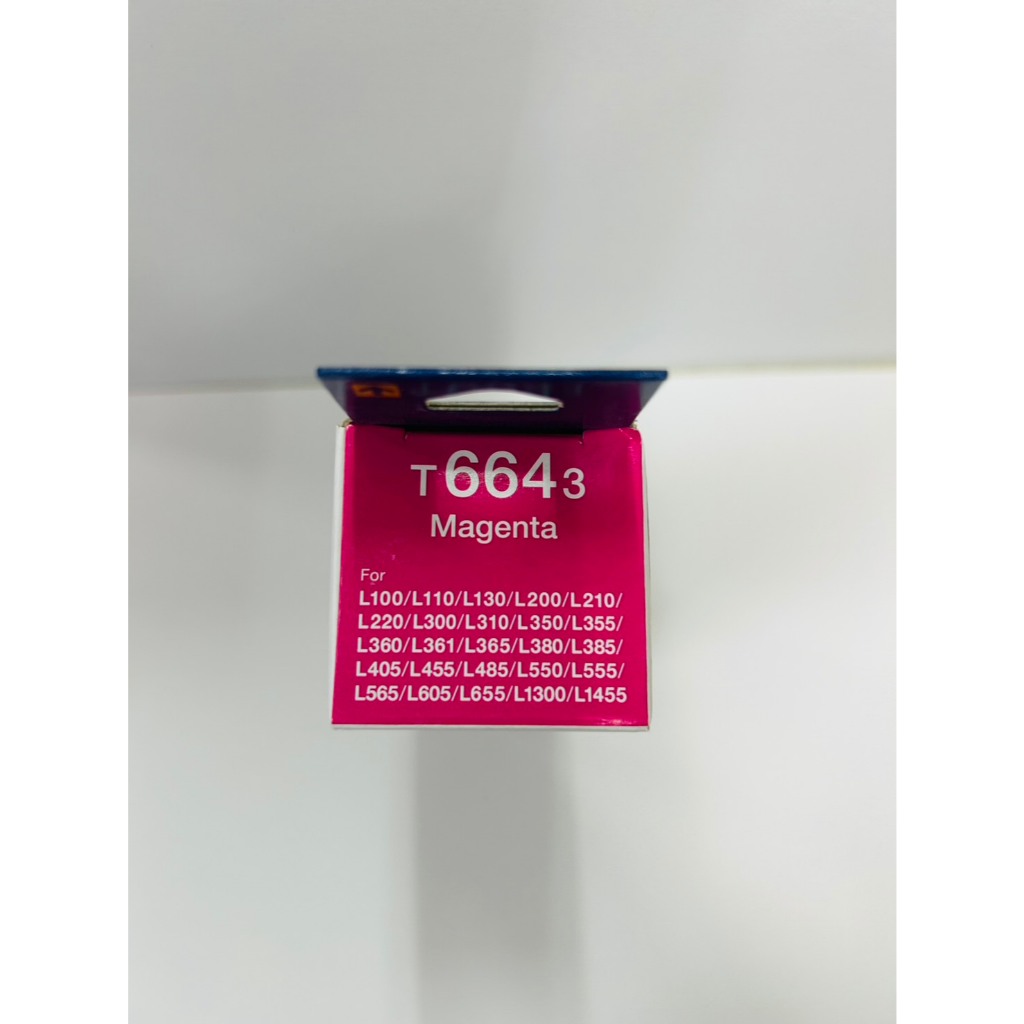 T6643
Magenta
For
L100/L110/L130/L200/L210/
L220/L300/L310/L350/L355/
L360/L361/L365/L380/L385/
L405/L455/L485/L550/L555/
L565/L605/L655/L1300/L1455